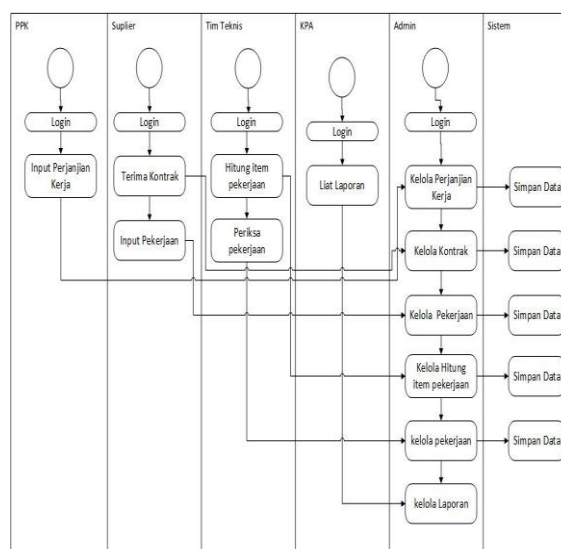 PPK
Suplier
Tim Teknis
KPA
Admin
Sistem
Login
Login
Login
Login
Login
Input Perjanjian
Kerja
Terima Kontrak
Hitung item
pekerjaan
Liat Laporan
Kelola Perjanjian
Kerja
Simpan Data
Input Pekerjaan
Periksa
pekerjaan
Kelola Kontrak
Simpan Data
Kelola Pekerjaan
Simpan Data
Kelola Hitung
item pekerjaan
Simpan Data
kelola pekerjaan
Simpan Data
kelola Laporan